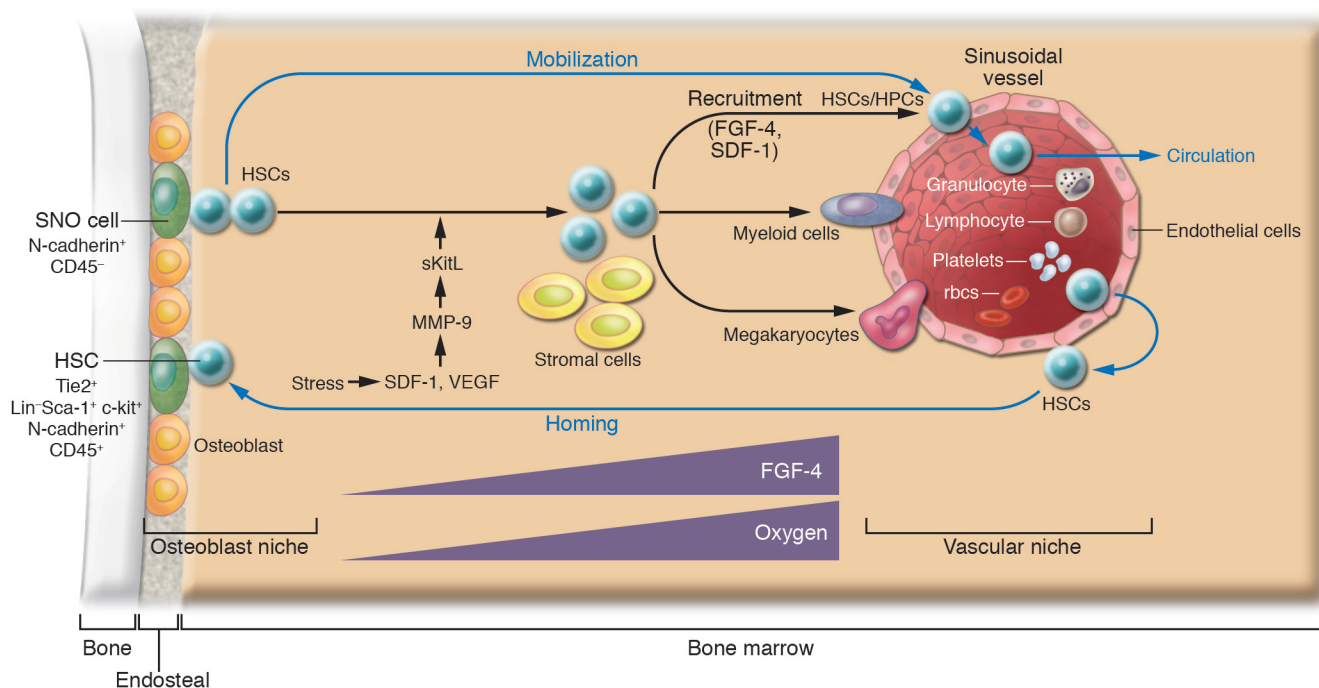 Mobilization
Sinusoidal
vessel
Recruitment
(FGF-4,
SDF-1)
HSCs/HPCs
Circulation
HSCs
Granulocyte
SNO cell
N-cadherin⁺
CD45⁻
Myeloid cells
Lymphocyte
Endothelial cells
Platelets
rbcs
sKitL
MMP-9
Stress
SDF-1, VEGF
Stromal cells
Megakaryocytes
HSC
Tie2⁺
Lin⁻Sca-1⁺ c-kit⁺
N-cadherin⁺
CD45⁺
HSCs
Homing
Osteoblast
FGF-4
Oxygen
Osteoblast niche
Vascular niche
Bone
Endosteal
Bone marrow